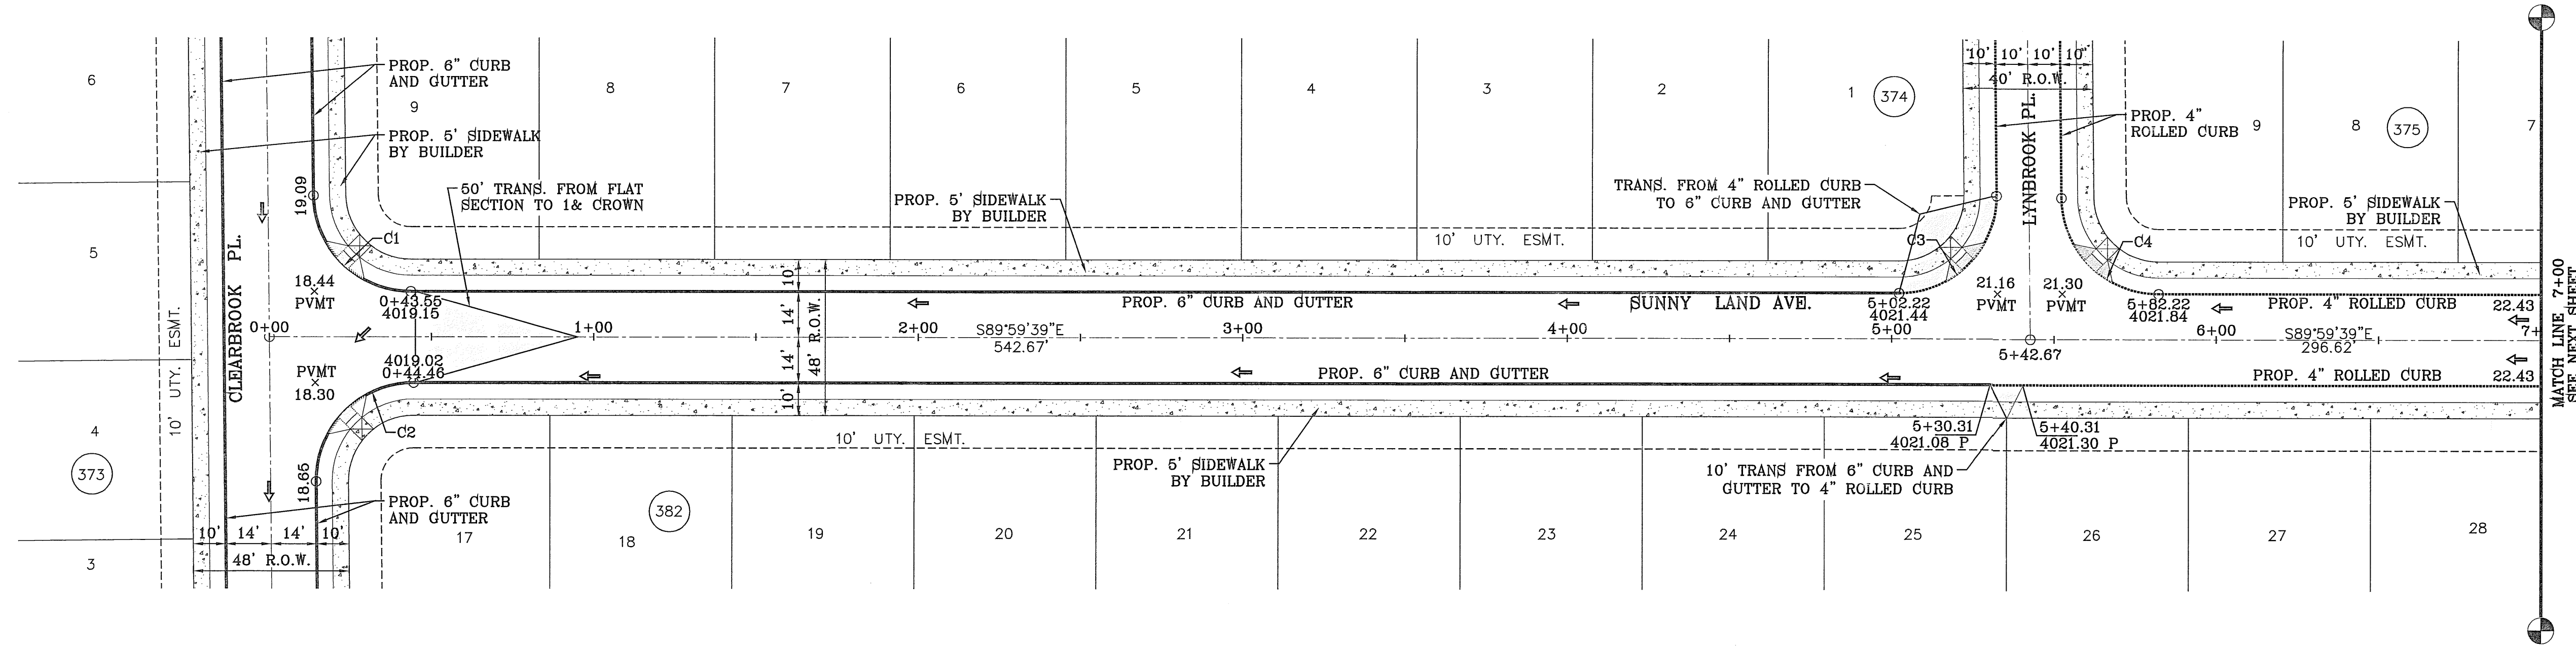 6
5
4
373
3
10' UTY. ESMT.
CLEARBROOK PL.
PROP. 6" CURB
AND GUTTER
9
PROP. 5' SIDEWALK
BY BUILDER
50' TRANS. FROM FLAT
SECTION TO 1& CROWN
19.09
C1
18.44
PVMT
0+43.55
4019.15
0+00
4019.02
0+44.46
PVMT
18.30
C2
18.65
PROP. 6" CURB
AND GUTTER
10' 14' 14' 10'
48' R.O.W.
8
7
6
5
4
3
2
1
374
PROP. 5' SIDEWALK
BY BUILDER
10' UTY. ESMT.
TRANS. FROM 4" ROLLED CURB
TO 6" CURB AND GUTTER
10'
14'
14'
10'
48' R.O.W.
PROP. 6" CURB AND GUTTER
SUNNY LAND AVE.
1+00
2+00
3+00
4+00
5+00
6+00
7+
S89°59'39"E
542.67'
PROP. 6" CURB AND GUTTER
10' UTY. ESMT.
PROP. 5' SIDEWALK
BY BUILDER
382
17
18
19
20
21
22
23
24
25
26
27
28
10' 10' 10' 10"
40' R.O.W.
LYNBROOK PL.
PROP. 4"
ROLLED CURB
9
8
375
7
C3
C4
21.16
PVMT
21.30
PVMT
5+02.22
4021.44
5+82.22
4021.84
5+42.67
PROP. 5' SIDEWALK
BY BUILDER
10' UTY. ESMT.
PROP. 4" ROLLED CURB
22.43
S89°59'39"E
296.62'
PROP. 4" ROLLED CURB
22.43
5+30.31
4021.08 P
5+40.31
4021.30 P
10' TRANS FROM 6" CURB AND
GUTTER TO 4" ROLLED CURB
MATCH LINE 7+00
SEE NEXT SHEET